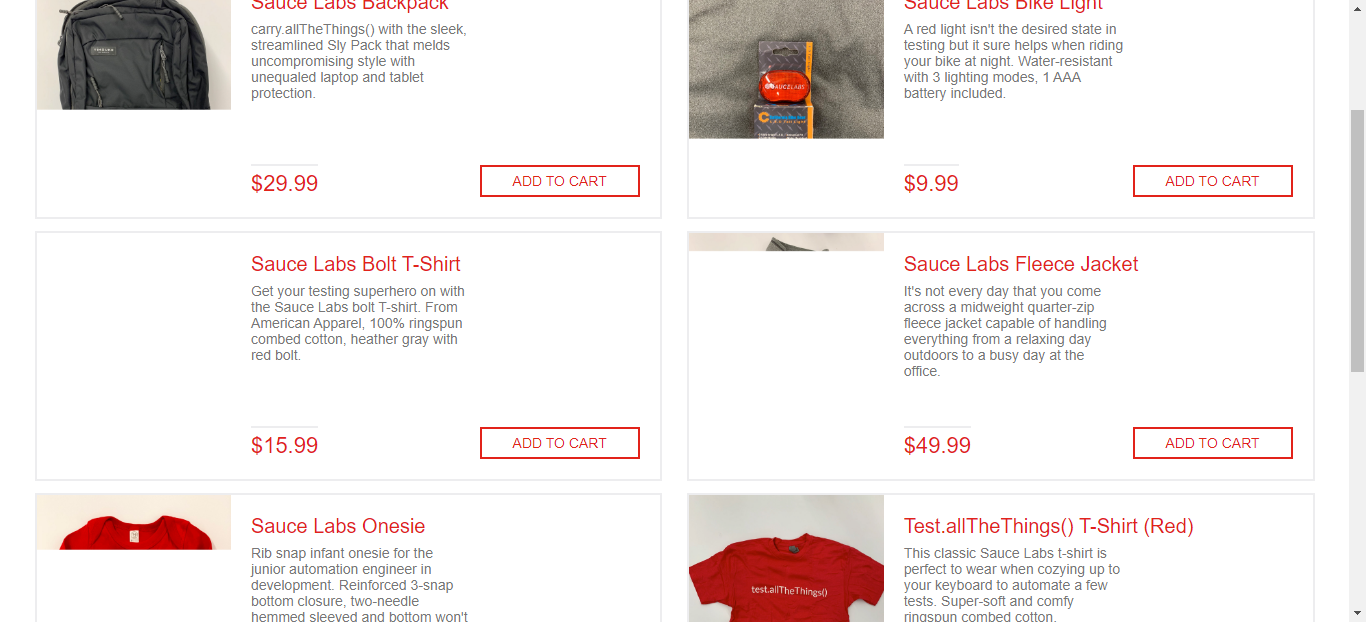 Sauce Labs Backpack
carry.allTheThings() with the sleek,
streamlined Sly Pack that melds
uncompromising style with
unequaled laptop and tablet
protection.
$29.99
ADD TO CART
Sauce Labs Bike Light
A red light isn't the desired state in
testing but it sure helps when riding
your bike at night. Water-resistant
with 3 lighting modes, 1 AAA
battery included.
SAUCELABS
$9.99
ADD TO CART
Sauce Labs Bolt T-Shirt
Get your testing superhero on with
the Sauce Labs bolt T-shirt. From
American Apparel, 100% ringspun
combed cotton, heather gray with
red bolt.
$15.99
ADD TO CART
Sauce Labs Fleece Jacket
It's not every day that you come
across a midweight quarter-zip
fleece jacket capable of handling
everything from a relaxing day
outdoors to a busy day at the
office.
$49.99
ADD TO CART
Sauce Labs Onesie
Rib snap infant onesie for the
junior automation engineer in
development. Reinforced 3-snap
bottom closure, two-needle
hemmed sleeved and bottom won't
Test.allTheThings() T-Shirt (Red)
This classic Sauce Labs t-shirt is
perfect to wear when cozying up to
your keyboard to automate a few
tests. Super-soft and comfy
ringspun combed cotton.
test.allTheThings()